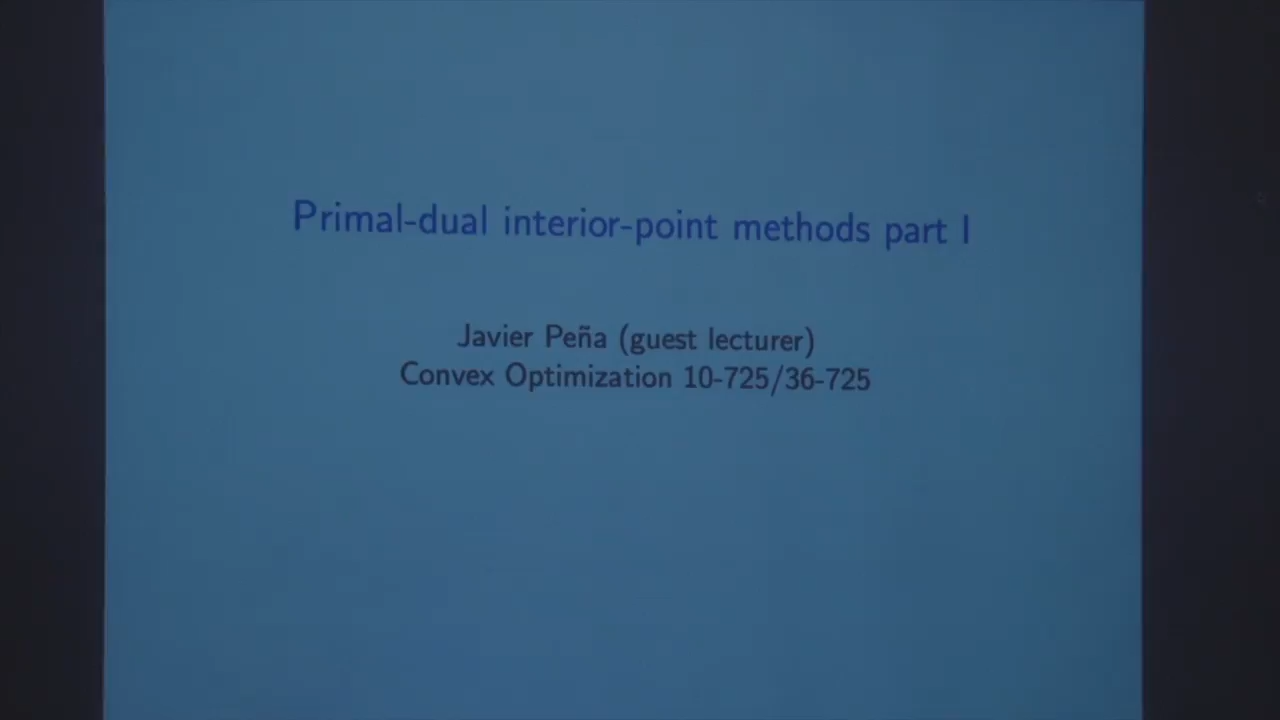 Primal-dual interior-point methods part I
Javier Peña (guest lecturer)
Convex Optimization 10-725/36-725